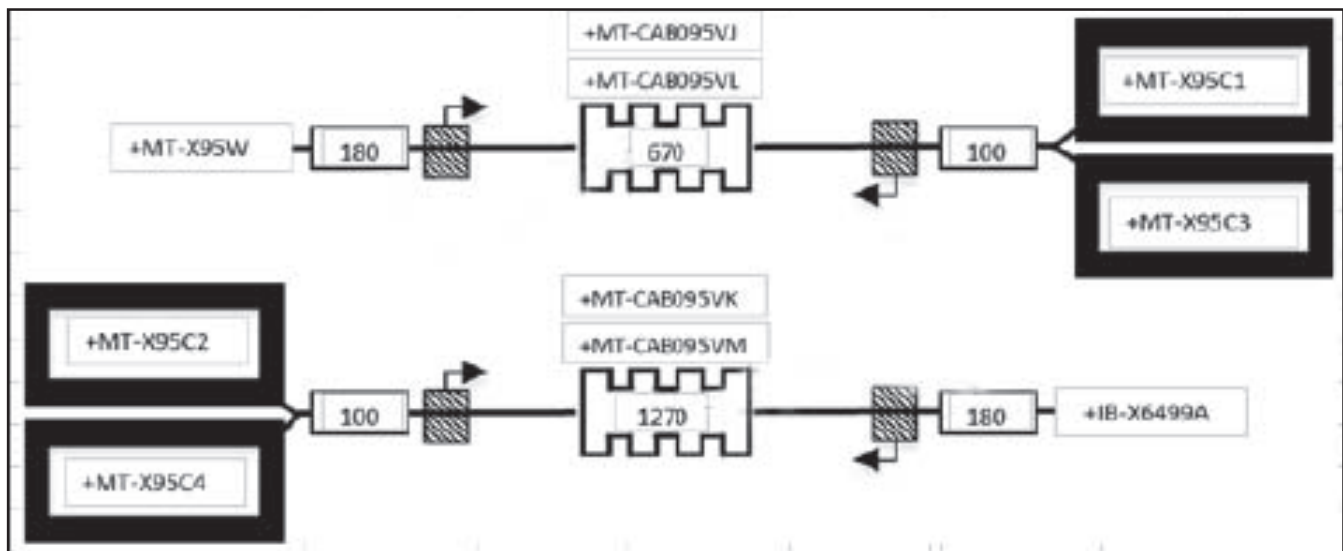 +MT-CAB095VJ
+MT-CAB095VL
+MT-X95W
180
670
100
+MT-X95C1
+MT-X95C3
+MT-CAB095VK
+MT-CAB095VM
+MT-X95C2
+MT-X95C4
100
1270
180
+IB-X6499A